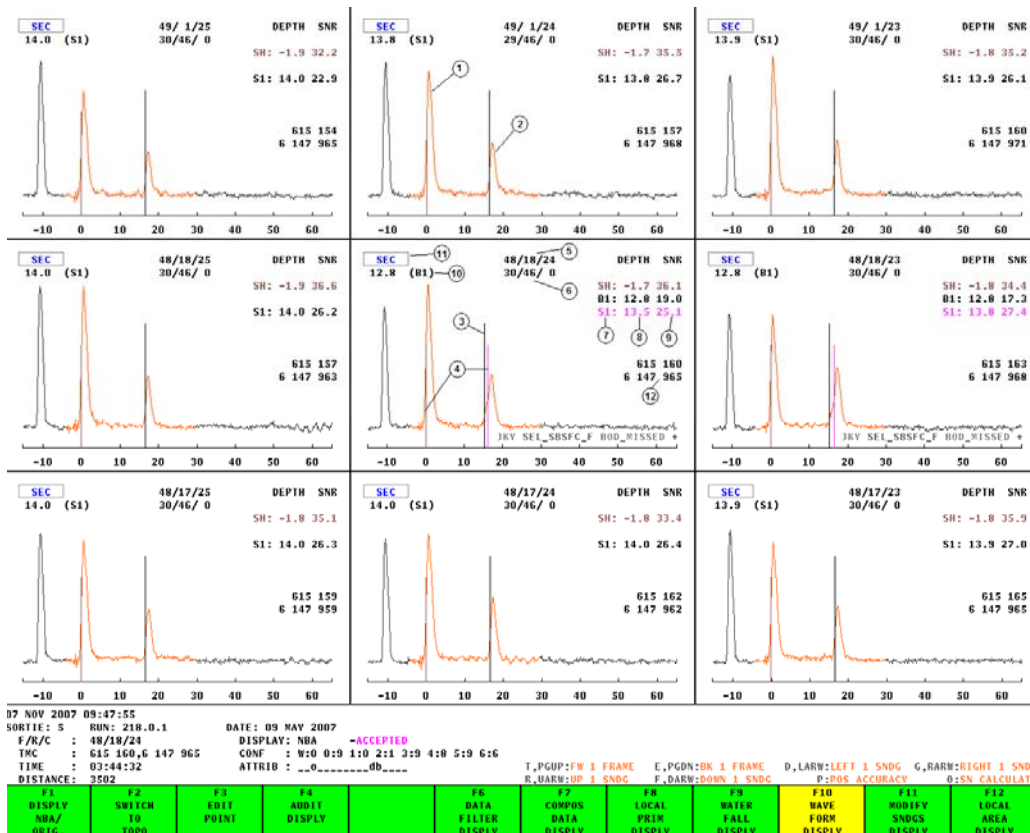 SEC 49/ 1/25 DEPTH SNR
14.0 (S1) 30/46/ 0
SH: -1.9 32.2
S1: 14.0 22.9
615 154
6 147 965
-10 0 10 20 30 40 50 60
SEC 49/ 1/24 DEPTH SNR
13.8 (S1) 29/46/ 0
SH: -1.7 35.5
1
S1: 13.8 26.7
2
615 157
6 147 968
-10 0 10 20 30 40 50 60
SEC 49/ 1/23 DEPTH SNR
13.9 (S1) 30/46/ 0
SH: -1.8 35.2
S1: 13.9 26.1
615 160
6 147 971
-10 0 10 20 30 40 50 60
SEC 48/18/25 DEPTH SNR
14.0 (S1) 30/46/ 0
SH: -1.9 36.6
S1: 14.0 26.2
615 157
6 147 963
-10 0 10 20 30 40 50 60
SEC 11 48/18/24 5 DEPTH SNR
12.8 (B1) 10 30/46/ 0
6
SH: -1.7 36.1
B1: 12.8 19.0
S1: 13.5 25.1
3 7 8 9
615 160
4 6 147 965
12
JKY SEL_SBSFC_F BOD_MISSED +
-10 0 10 20 30 40 50 60
SEC 48/18/23 DEPTH SNR
12.8 (B1) 30/46/ 0
SH: -1.8 34.4
B1: 12.8 17.3
S1: 13.8 27.4
615 163
6 147 968
JKY SEL_SBSFC_F BOD_MISSED +
-10 0 10 20 30 40 50 60
SEC 48/17/25 DEPTH SNR
14.0 (S1) 30/46/ 0
SH: -1.8 35.1
S1: 14.0 26.3
615 159
6 147 959
-10 0 10 20 30 40 50 60
SEC 48/17/24 DEPTH SNR
14.0 (S1) 30/46/ 0
SH: -1.8 33.4
S1: 14.0 26.4
615 162
6 147 962
-10 0 10 20 30 40 50 60
SEC 48/17/23 DEPTH SNR
13.9 (S1) 30/46/ 0
SH: -1.8 35.9
S1: 13.9 27.0
615 165
6 147 965
-10 0 10 20 30 40 50 60
07 NOV 2007 09:47:55
SORTIE: 5 RUN: 218.0.1 DATE: 09 MAY 2007
F/R/C : 48/18/24 DISPLAY: NBA -ACCEPTED
TMC : 615 160,6 147 965 CONF : W:0 0:9 1:0 2:1 3:9 4:8 5:9 6:6
TIME : 03:44:32 ATTRIB : __o________db____ T,PGUP:FW 1 FRAME E,PGDN:BK 1 FRAME D,LARW:LEFT 1 SNDG G,RARW:RIGHT 1 SND
DISTANCE: 3502 R,UARW:UP 1 SNDG F,DARW:DOWN 1 SNDG P:POS ACCURACY O:SN CALCULAT
F1 F2 F3 F4 F6 F7 F8 F9 F10 F11 F12
DISPLAY SWITCH EDIT AUDIT DATA COMPOS LOCAL WATER WAVE MODIFY LOCAL
NBA/ TO POINT DISPLAY FILTER DATA PRIM FALL FORM SNDGS AREA
ORIG TOPO DISPLAY DISPLAY DISPLAY DISPLAY DISPLAY DISPLAY DISPLAY